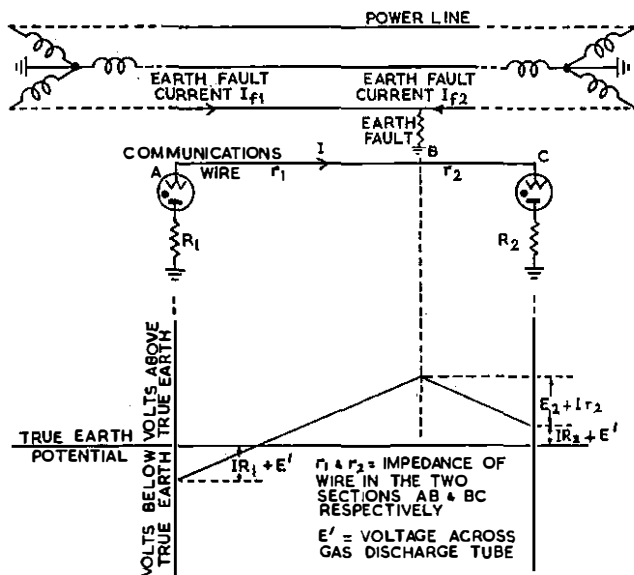 POWER LINE
EARTH FAULT
CURRENT If1
EARTH FAULT
CURRENT If2
EARTH
FAULT
B
COMMUNICATIONS
WIRE
A
r1
I
r2
C
R1
R2
VOLTS ABOVE
TRUE EARTH
E2+Ir2
IR2+E'
TRUE EARTH
POTENTIAL
IR1+E'
VOLTS BELOW
TRUE EARTH
r1 & r2 = IMPEDANCE OF
WIRE IN THE TWO
SECTIONS AB & BC
RESPECTIVELY
E' = VOLTAGE ACROSS
GAS DISCHARGE TUBE